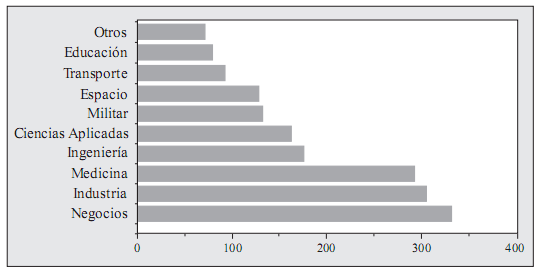 Otros
Educación
Transporte
Espacio
Militar
Ciencias Aplicadas
Ingeniería
Medicina
Industria
Negocios
0 100 200 300 400